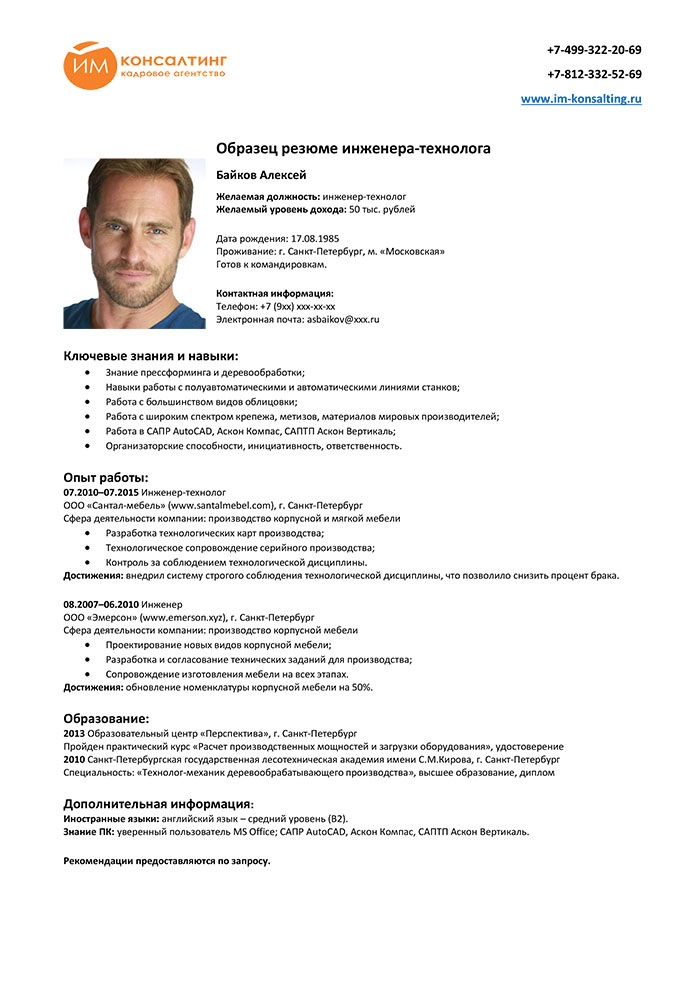 ИМ КОНСАЛТИНГ
кадровое агентство
+7-499-322-20-69
+7-812-332-52-69
www.im-konsalting.ru
Образец резюме инженера-технолога
Байков Алексей
Желаемая должность: инженер-технолог
Желаемый уровень дохода: 50 тыс. рублей
Дата рождения: 17.08.1985
Проживание: г. Санкт-Петербург, м. «Московская»
Готов к командировкам.
Контактная информация:
Телефон: +7 (9xx) xxx-xx-xx
Электронная почта: asbaikov@xxx.ru
Ключевые знания и навыки:
• Знание прессформинга и деревообработки;
• Навыки работы с полуавтоматическими и автоматическими линиями станков;
• Работа с большинством видов облицовки;
• Работа с широким спектром крепежа, метизов, материалов мировых производителей;
• Работа в САПР AutoCAD, Аскон Компас, САПТП Аскон Вертикаль;
• Организаторские способности, инициативность, ответственность.
Опыт работы:
07.2010–07.2015 Инженер-технолог
ООО «Сантал-мебель» (www.santalmebel.com), г. Санкт-Петербург
Сфера деятельности компании: производство корпусной и мягкой мебели
• Разработка технологических карт производства;
• Технологическое сопровождение серийного производства;
• Контроль за соблюдением технологической дисциплины.
Достижения: внедрил систему строгого соблюдения технологической дисциплины, что позволило снизить процент брака.
08.2007–06.2010 Инженер
ООО «Эмерсон» (www.emerson.xyz), г. Санкт-Петербург
Сфера деятельности компании: производство корпусной мебели
• Проектирование новых видов корпусной мебели;
• Разработка и согласование технических заданий для производства;
• Сопровождение изготовления мебели на всех этапах.
Достижения: обновление номенклатуры корпусной мебели на 50%.
Образование:
2013 Образовательный центр «Перспектива», г. Санкт-Петербург
Пройден практический курс «Расчет производственных мощностей и загрузки оборудования», удостоверение
2010 Санкт-Петербургская государственная лесотехническая академия имени С.М.Кирова, г. Санкт-Петербург
Специальность: «Технолог-механик деревообрабатывающего производства», высшее образование, диплом
Дополнительная информация:
Иностранные языки: английский язык – средний уровень (В2).
Знание ПК: уверенный пользователь MS Office; САПР AutoCAD, Аскон Компас, САПТП Аскон Вертикаль.
Рекомендации предоставляются по запросу.